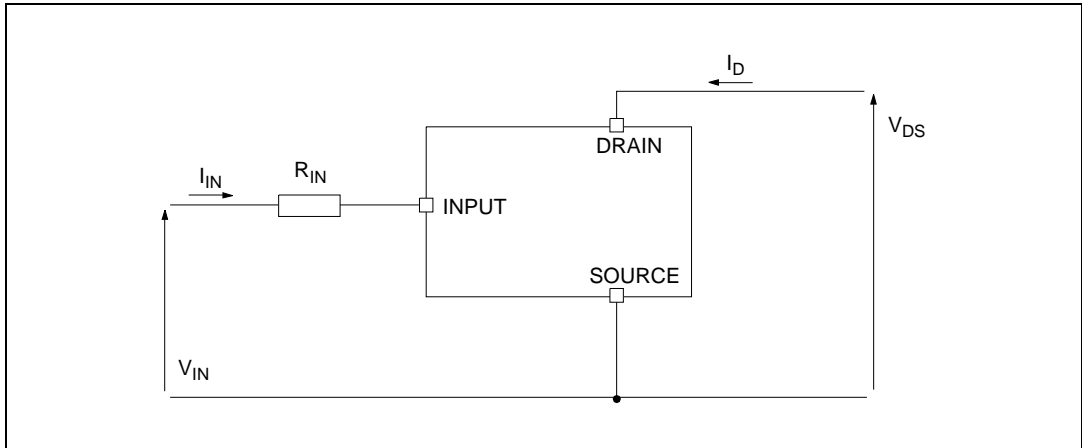 I_D
V_DS
DRAIN
I_IN
R_IN
INPUT
SOURCE
V_IN